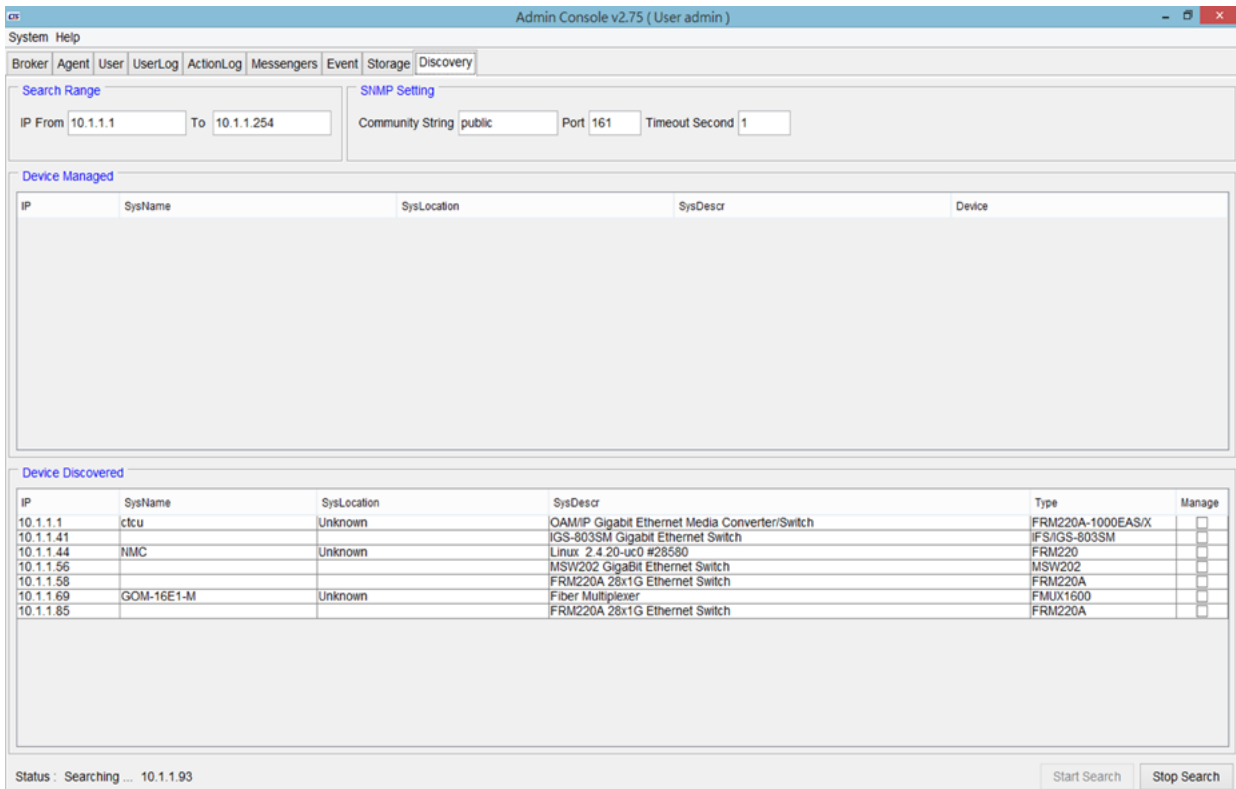 CTS Admin Console v2.75 ( User admin )
System Help
Broker Agent User UserLog ActionLog Messengers Event Storage Discovery
Search Range SNMP Setting
IP From 10.1.1.1 To 10.1.1.254 Community String public Port 161 Timeout Second 1
Device Managed
IP SysName SysLocation SysDescr Device
Device Discovered
IP SysName SysLocation SysDescr Type Manage
10.1.1.1 ctcu Unknown OAM/IP Gigabit Ethernet Media Converter/Switch FRM220A-1000EAS/X
10.1.1.41 IGS-803SM Gigabit Ethernet Switch IFS/IGS-803SM
10.1.1.44 NMC Unknown Linux 2.4.20-uc0 #28580 FRM220
10.1.1.56 MSW202 GigaBit Ethernet Switch MSW202
10.1.1.58 FRM220A 28x1G Ethernet Switch FRM220A
10.1.1.69 GOM-16E1-M Unknown Fiber Multiplexer FMUX1600
10.1.1.85 FRM220A 28x1G Ethernet Switch FRM220A
Status : Searching ... 10.1.1.93 Start Search Stop Search